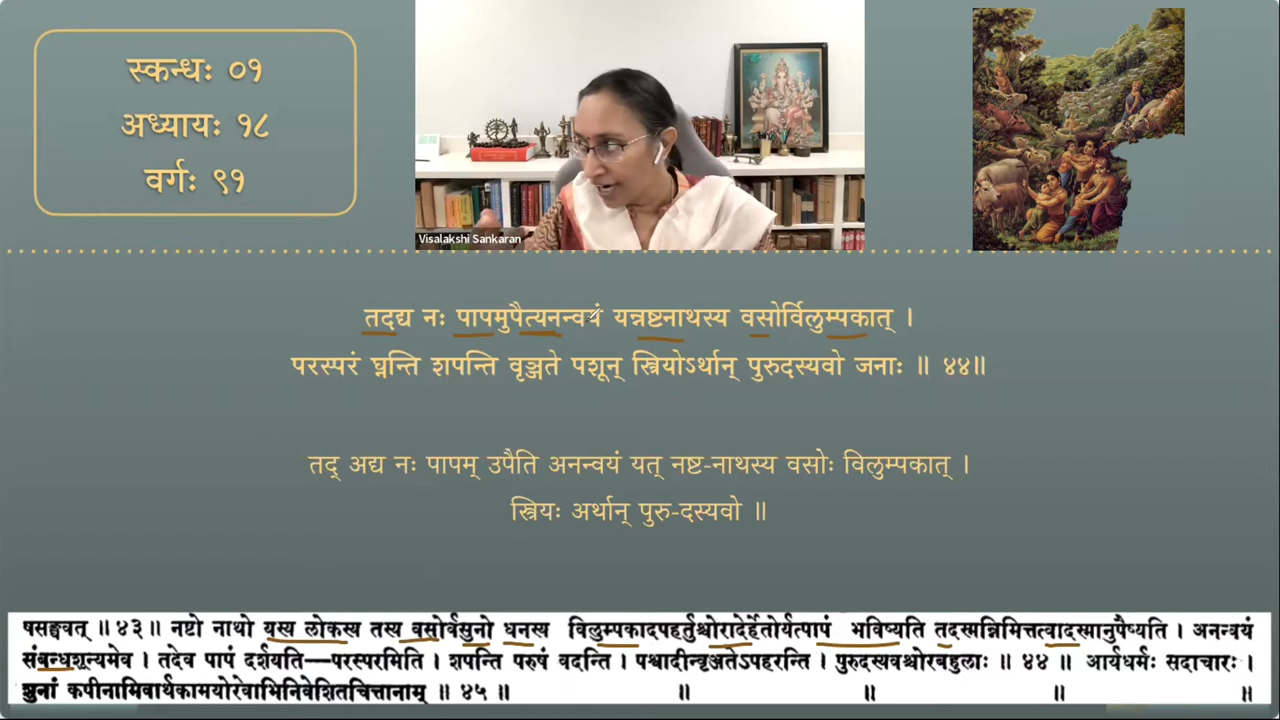 स्कन्धः ०१
अध्यायः १८
वर्गः ९१
Visalakshi Sankaran
तदद्य नः पापमुपैत्यनन्वयं यन्नष्टनाथस्य वसोर्विलुम्पकात् ।
परस्परं घ्नन्ति शपन्ति वृञ्जते पशून् स्त्रियोऽर्थान् पुरुदस्यवो जनाः ॥ ४४॥
तद् अद्य नः पापम् उपैति अनन्वयं यत् नष्ट-नाथस्य वसोः विलुम्पकात् ।
स्त्रियः अर्थान् पुरु-दस्यवो ॥
षसङ्घवत् ॥ ४३ ॥ नष्टो नाथो यस्य लोकस्य तस्य वसोर्वसुनो धनस्य विलुम्पकादपहर्तुश्चोरादेर्हेतोर्यत्पापं भविष्यति तदस्मन्निमित्तत्वादस्मानुपैष्यति । अनन्वयं
संबन्धशून्यमेव । तदेव पापं दर्शयति—परस्परमिति । शपन्ति परुषं वदन्ति । पश्वादीन्वृञ्जतेऽपहरन्ति । पुरुदस्यवश्चोरबहुलाः ॥ ४४ ॥ आर्यधर्मः सदाचारः ।
शुनां कपीनामिवार्थकामयोरेवाभिनिवेशितचित्तानाम् ॥ ४५ ॥ ॥ ॥ ॥ ॥